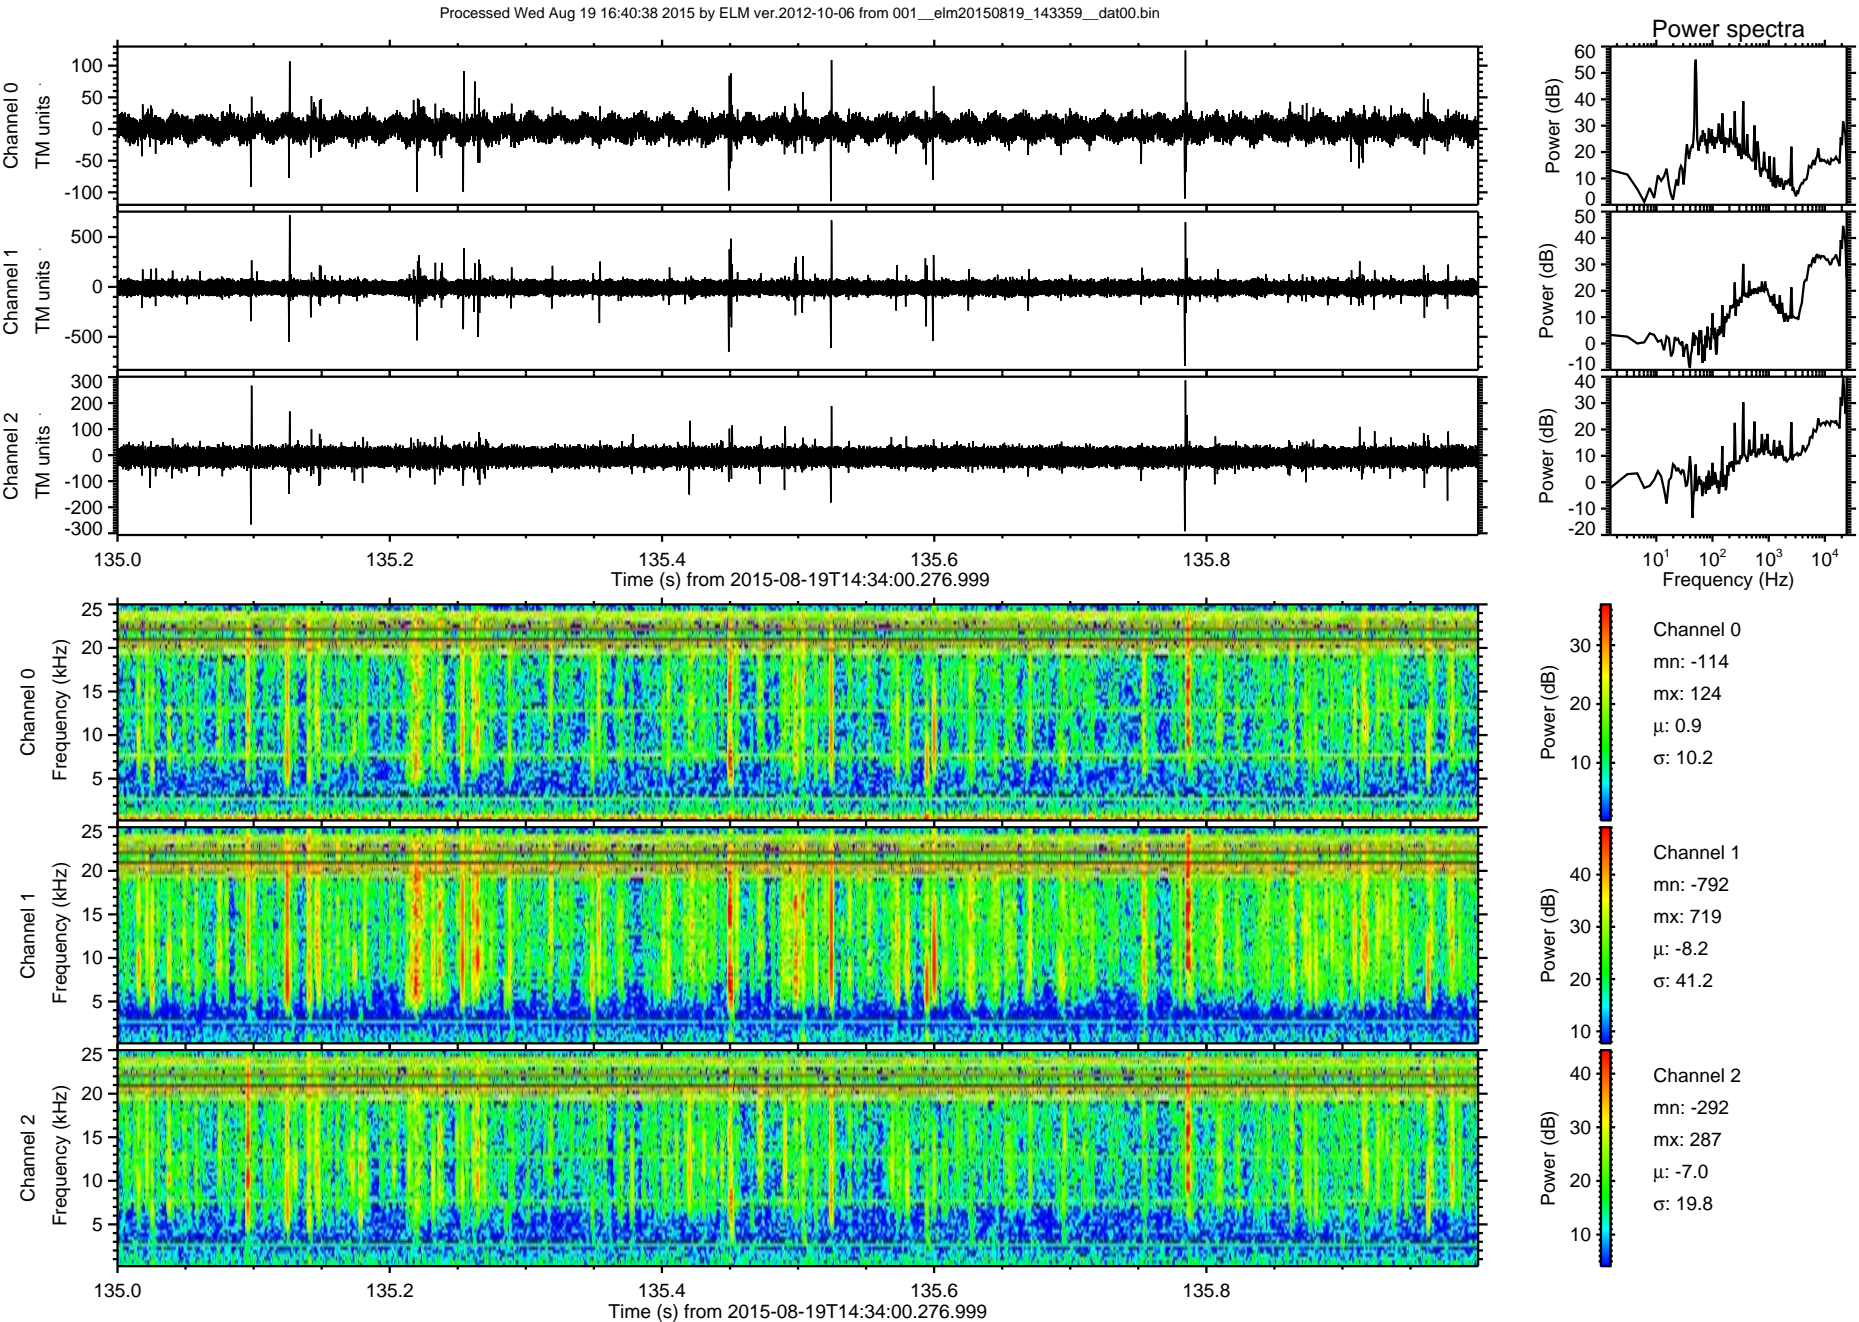 Processed Wed Aug 19 16:40:38 2015 by ELM ver.2012-10-06 from 001__elm20150819_143359__dat00.bin
Power spectra
Channel 0
TM units
100
50
0
-50
-100
Power (dB)
60
50
40
30
20
10
0
Channel 1
TM units
500
0
-500
Power (dB)
50
40
30
20
10
0
-10
Channel 2
TM units
300
200
100
0
-100
-200
-300
Power (dB)
40
30
20
10
0
-10
-20
135.0 135.2 135.4 135.6 135.8
Time (s) from 2015-08-19T14:34:00.276.999
10^1 10^2 10^3 10^4
Frequency (Hz)
Channel 0
Frequency (kHz)
25
20
15
10
5
Power (dB)
30
20
10
Channel 0
mn: -114
mx: 124
μ: 0.9
σ: 10.2
Channel 1
Frequency (kHz)
25
20
15
10
5
Power (dB)
40
30
20
10
Channel 1
mn: -792
mx: 719
μ: -8.2
σ: 41.2
Channel 2
Frequency (kHz)
25
20
15
10
5
Power (dB)
40
30
20
10
Channel 2
mn: -292
mx: 287
μ: -7.0
σ: 19.8
135.0 135.2 135.4 135.6 135.8
Time (s) from 2015-08-19T14:34:00.276.999